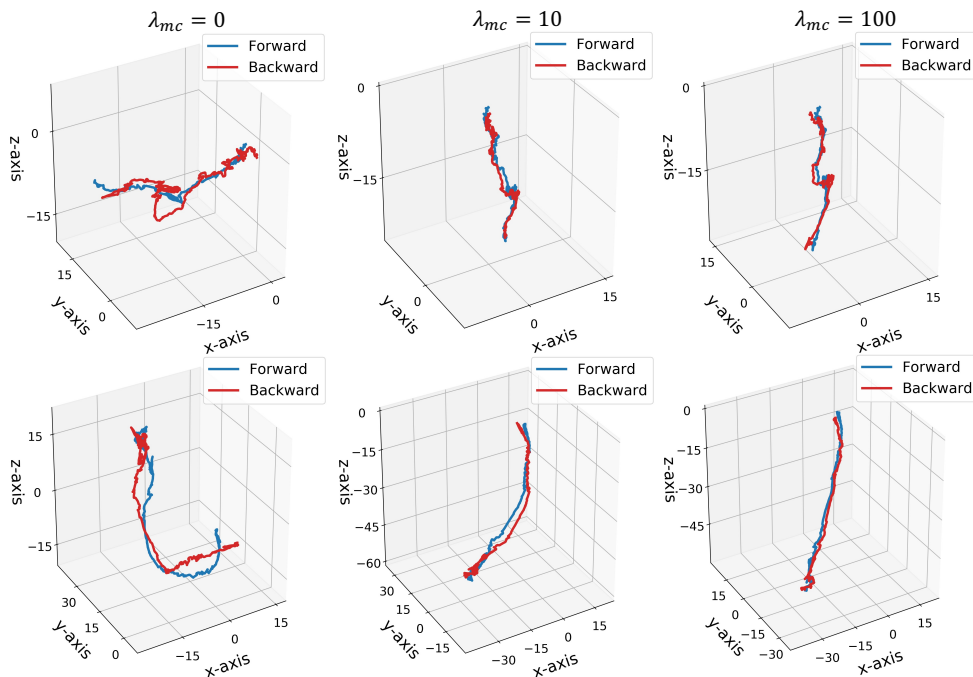 λ_mc = 0
λ_mc = 10
λ_mc = 100
Forward
Backward
z-axis
0
−15
15
0
y-axis
−15
0
x-axis
Forward
Backward
z-axis
0
−15
0
y-axis
0
15
x-axis
Forward
Backward
z-axis
0
−15
15
0
y-axis
0
15
x-axis
Forward
Backward
z-axis
15
0
−15
30
15
0
y-axis
−15
0
15
x-axis
Forward
Backward
z-axis
0
−15
−30
−45
−60
30
15
0
−15
y-axis
−30
−15
0
15
x-axis
Forward
Backward
z-axis
0
−15
−30
−45
15
0
−15
−30
y-axis
−30
−15
0
15
x-axis